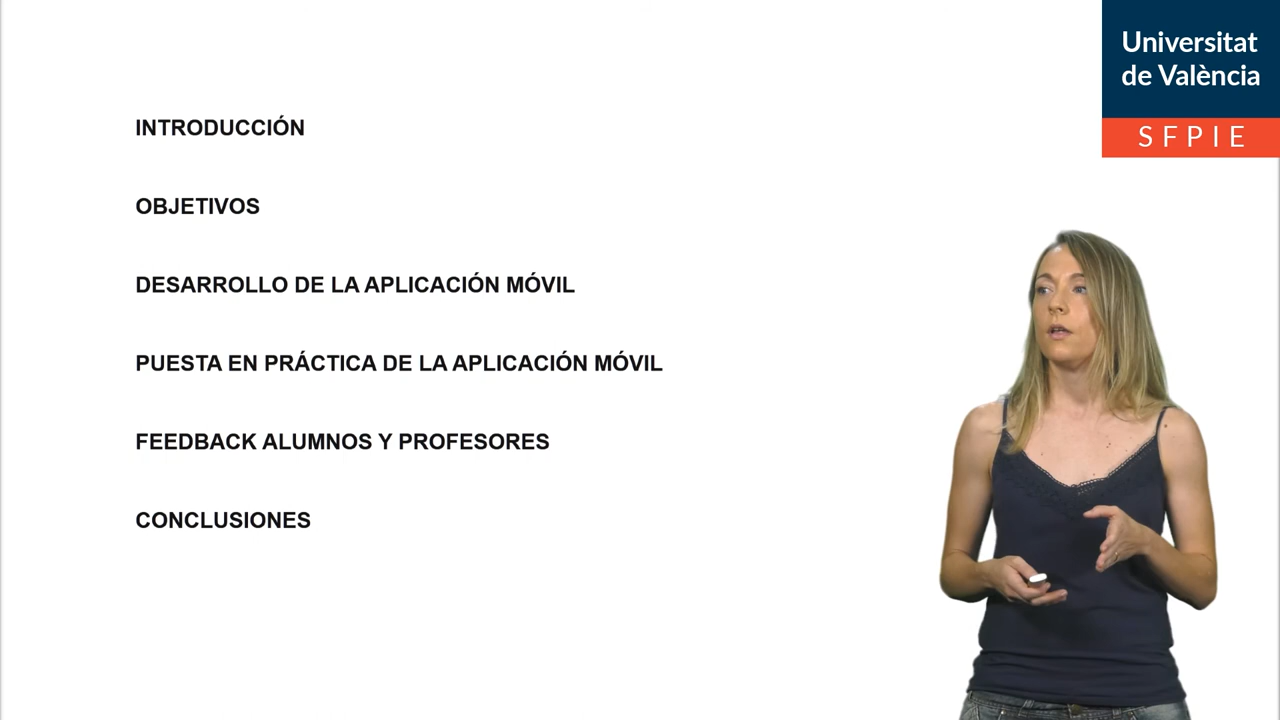 Universitat
de València
SFPIE
INTRODUCCIÓN
OBJETIVOS
DESARROLLO DE LA APLICACIÓN MÓVIL
PUESTA EN PRÁCTICA DE LA APLICACIÓN MÓVIL
FEEDBACK ALUMNOS Y PROFESORES
CONCLUSIONES